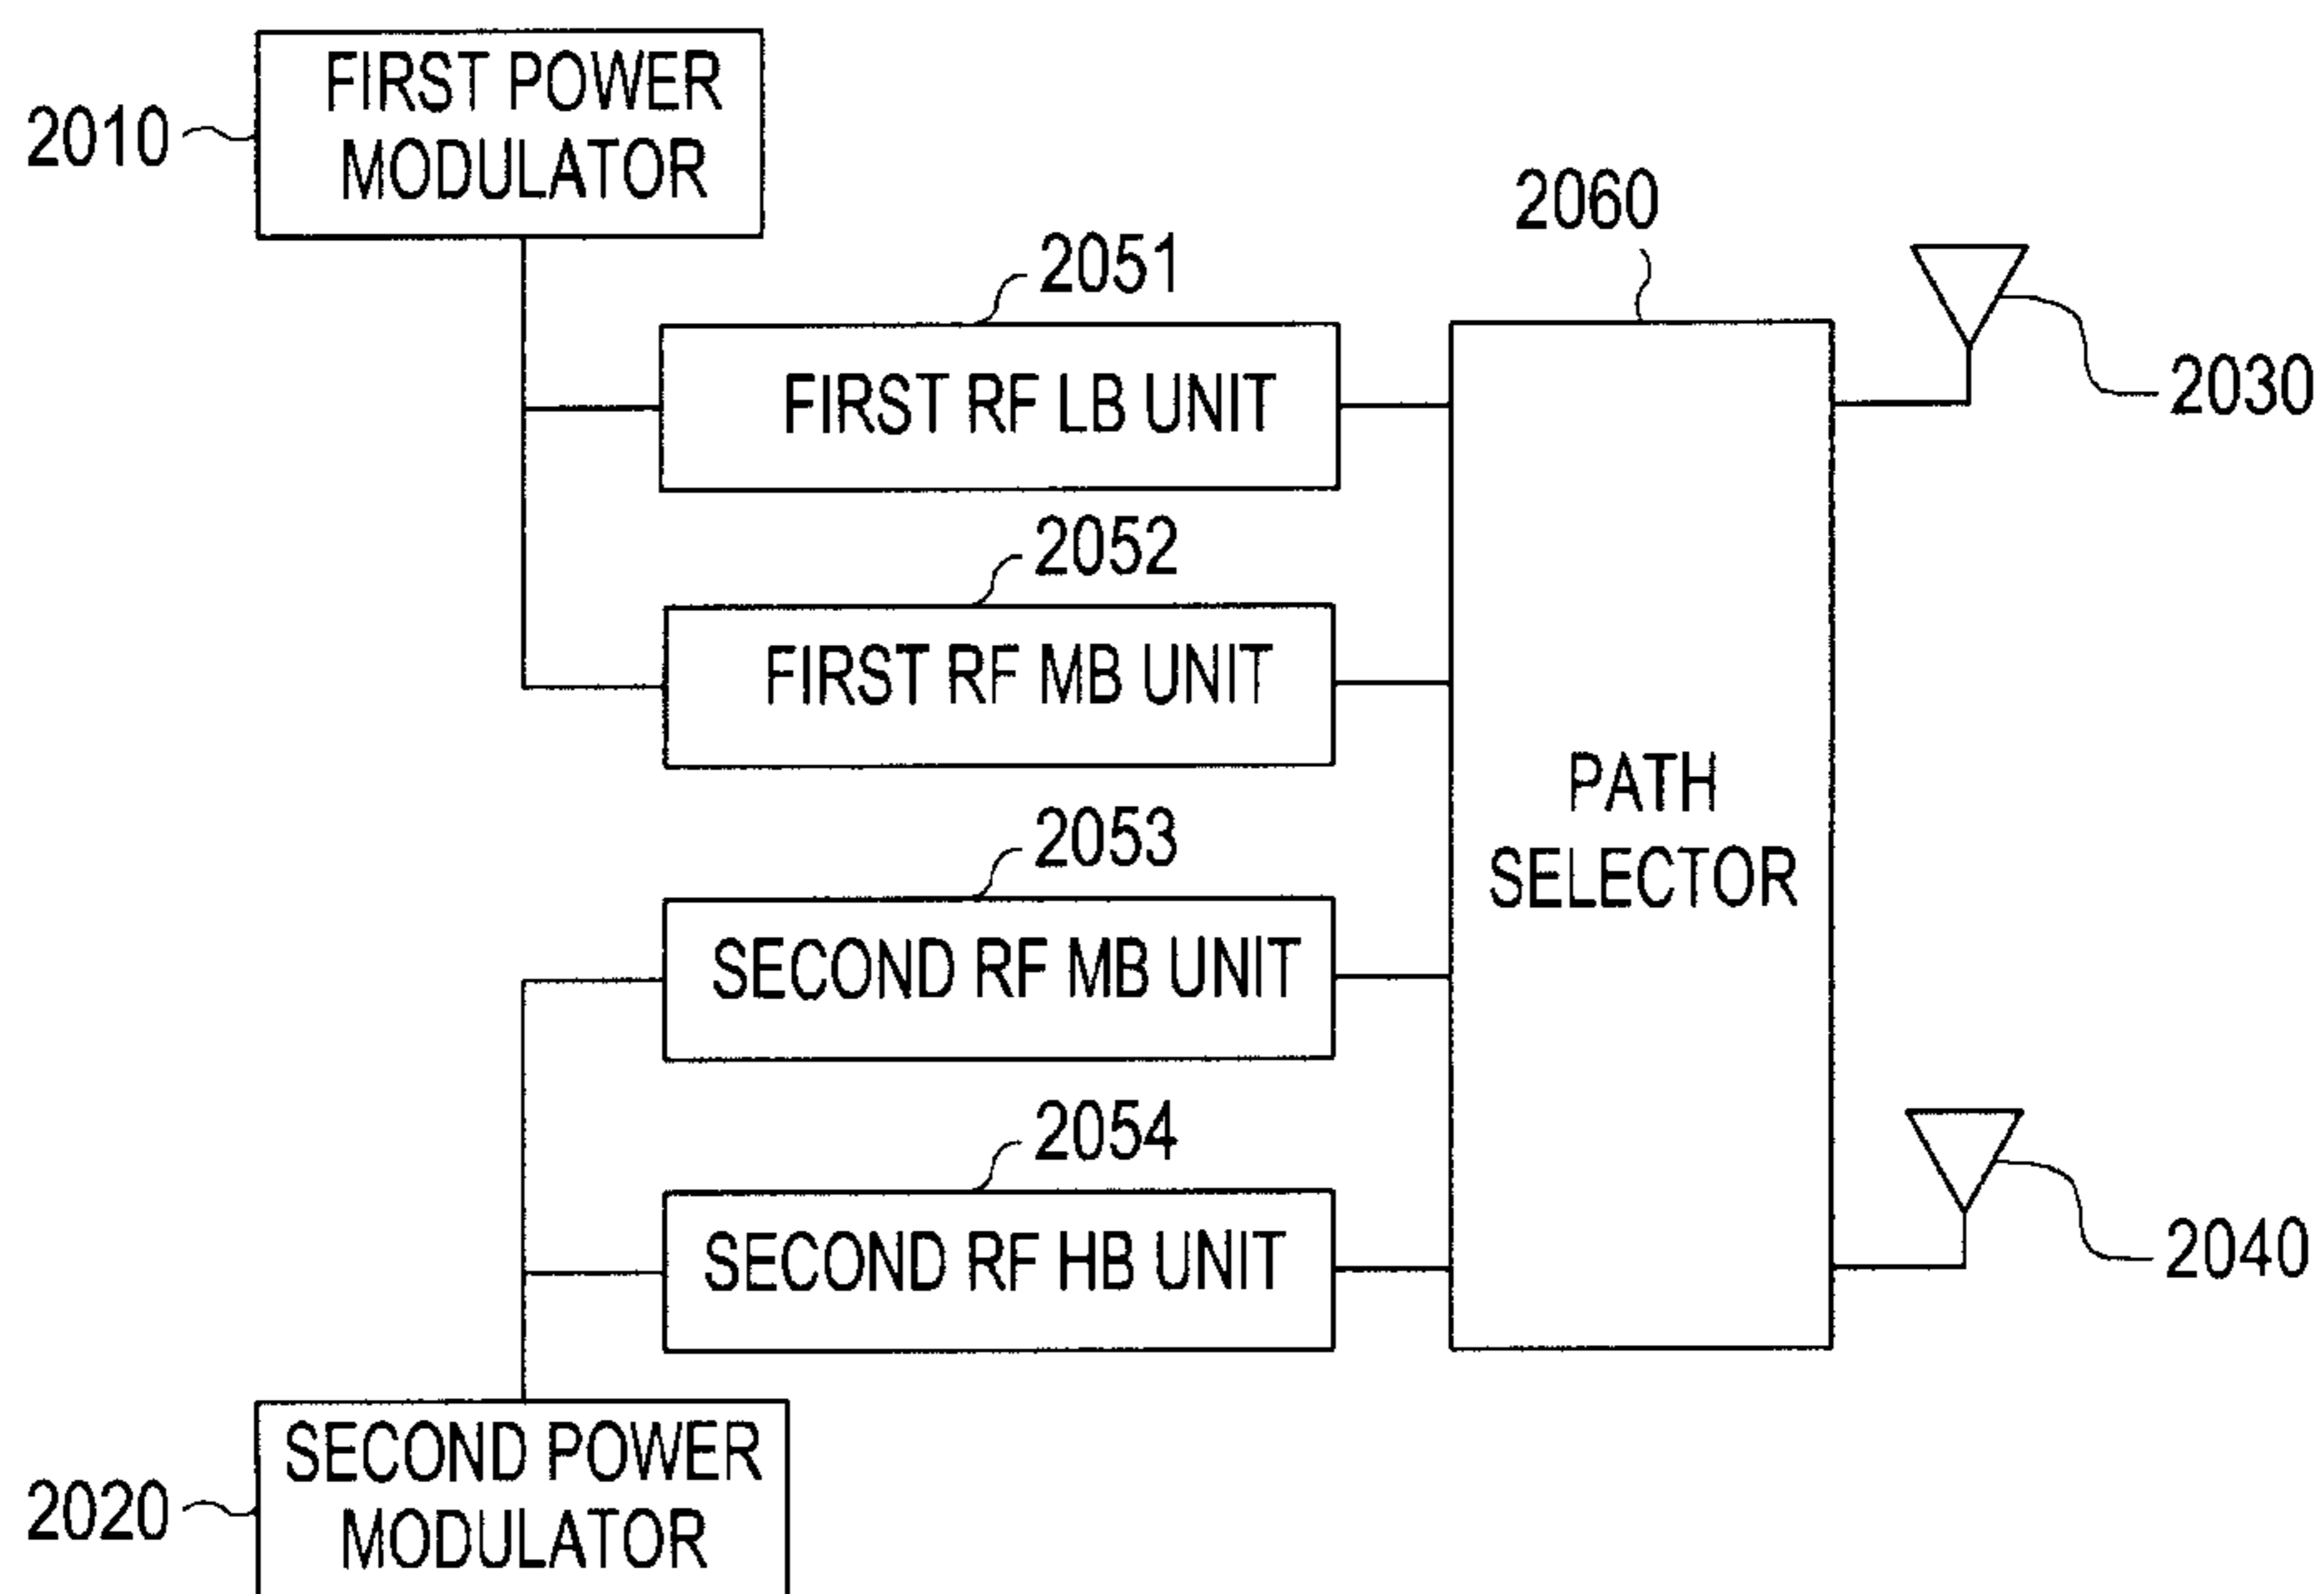 FIRST POWER
MODULATOR
2010
2060
2051
FIRST RF LB UNIT
2030
2052
FIRST RF MB UNIT
PATH
SELECTOR
2053
SECOND RF MB UNIT
2054
SECOND RF HB UNIT
2040
SECOND POWER
MODULATOR
2020